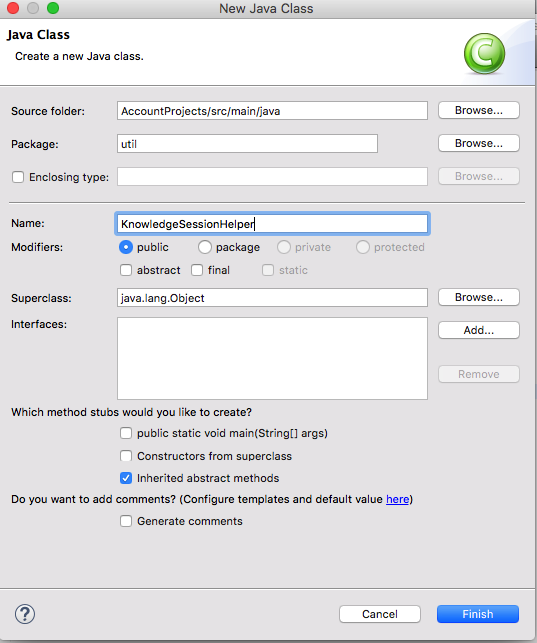 New Java Class
Java Class
Create a new Java class.
C
Source folder: AccountProjects/src/main/java Browse...
Package: util Browse...
Enclosing type: Browse...
Name: KnowledgeSessionHelper
Modifiers: public package private protected
abstract final static
Superclass: java.lang.Object Browse...
Interfaces: Add...
Remove
Which method stubs would you like to create?
public static void main(String[] args)
Constructors from superclass
Inherited abstract methods
Do you want to add comments? (Configure templates and default value here)
Generate comments
? Cancel Finish